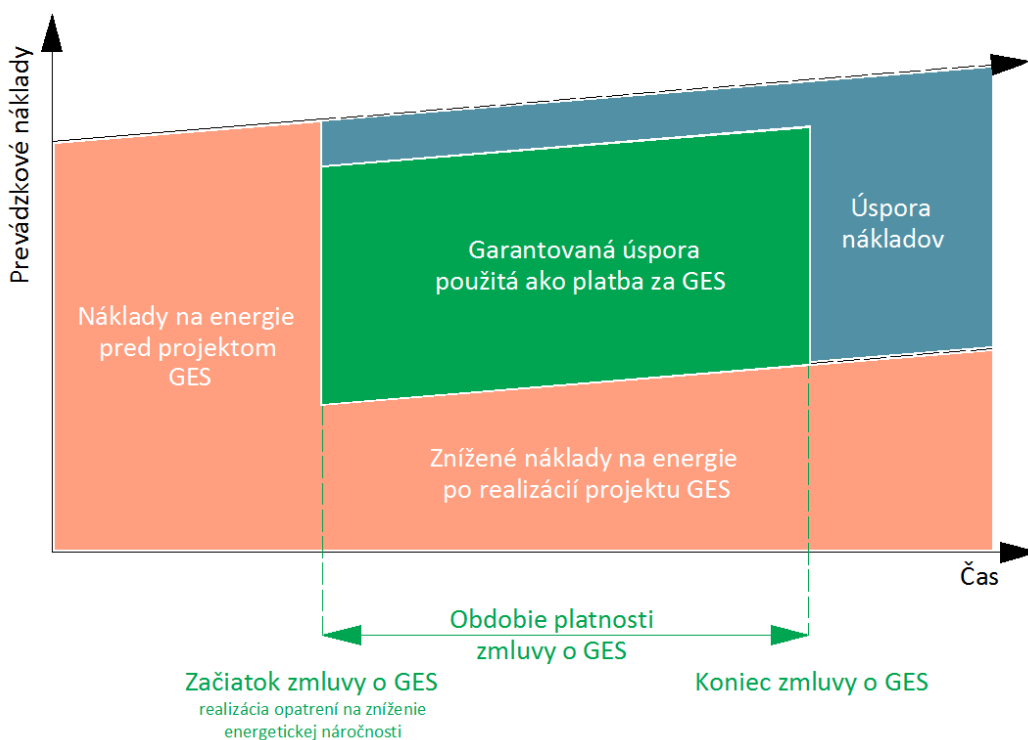 Prevádzkové náklady
Úspora
nákladov
Garantovaná úspora
použitá ako platba za GES
Náklady na energie
pred projektom
GES
Znížené náklady na energie
po realizácií projektu GES
Čas
Obdobie platnosti
zmluvy o GES
Začiatok zmluvy o GES
realizácia opatrení na zníženie
energetickej náročnosti
Koniec zmluvy o GES